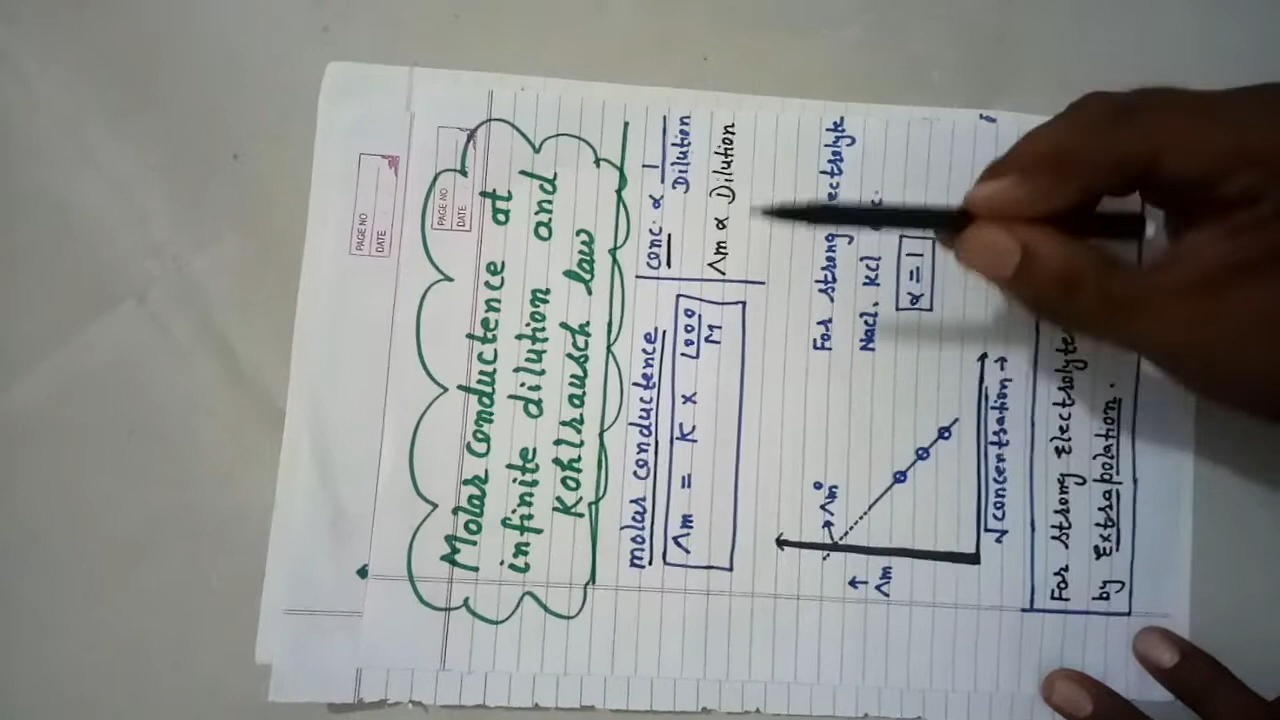 PAGE NO
DATE
PAGE NO
DATE
Molar conductence at
infinite dilution and
Kohlrausch law
molar conductence
Λm = K × 1000/M
conc. α 1/Dilution
Λm α Dilution
For strong
NaCl, KCl
α = 1
→ Λm°
↑
Λm
√concentration →
For strong Electrolyte
by Extrapolation.